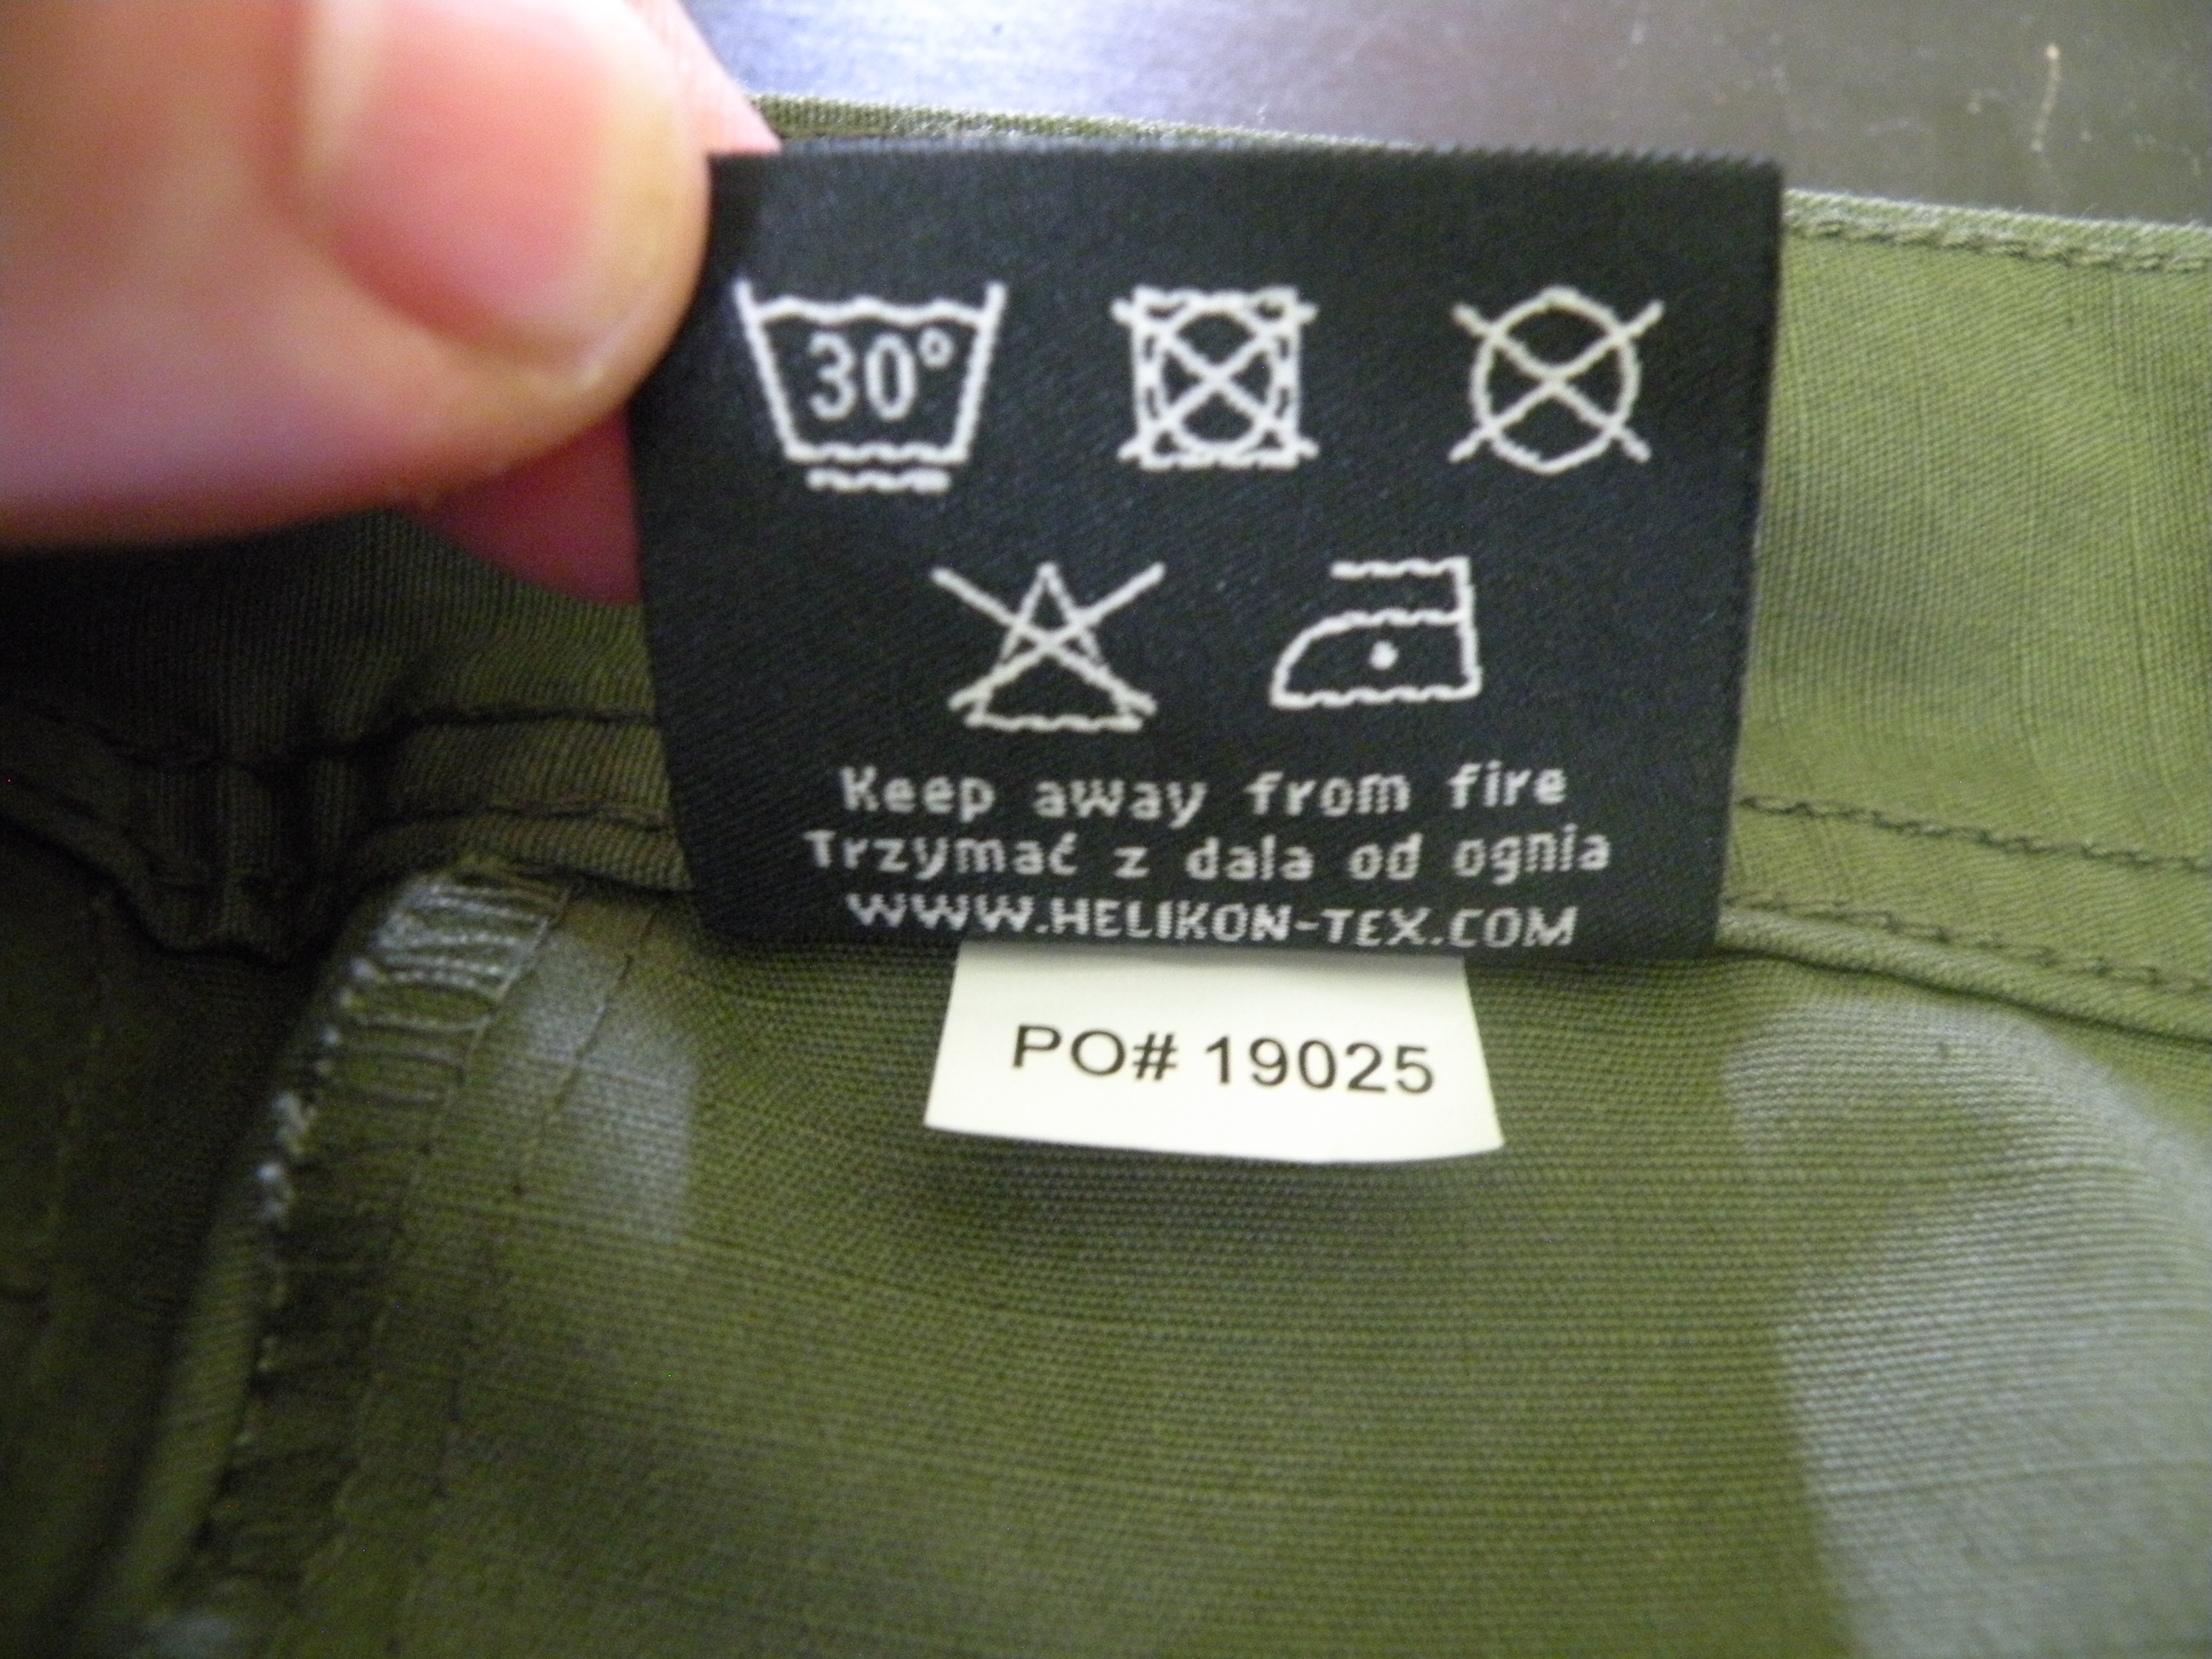 30°
Keep away from fire
Trzymać z dala od ognia
WWW.HELIKON-TEX.COM
PO# 19025